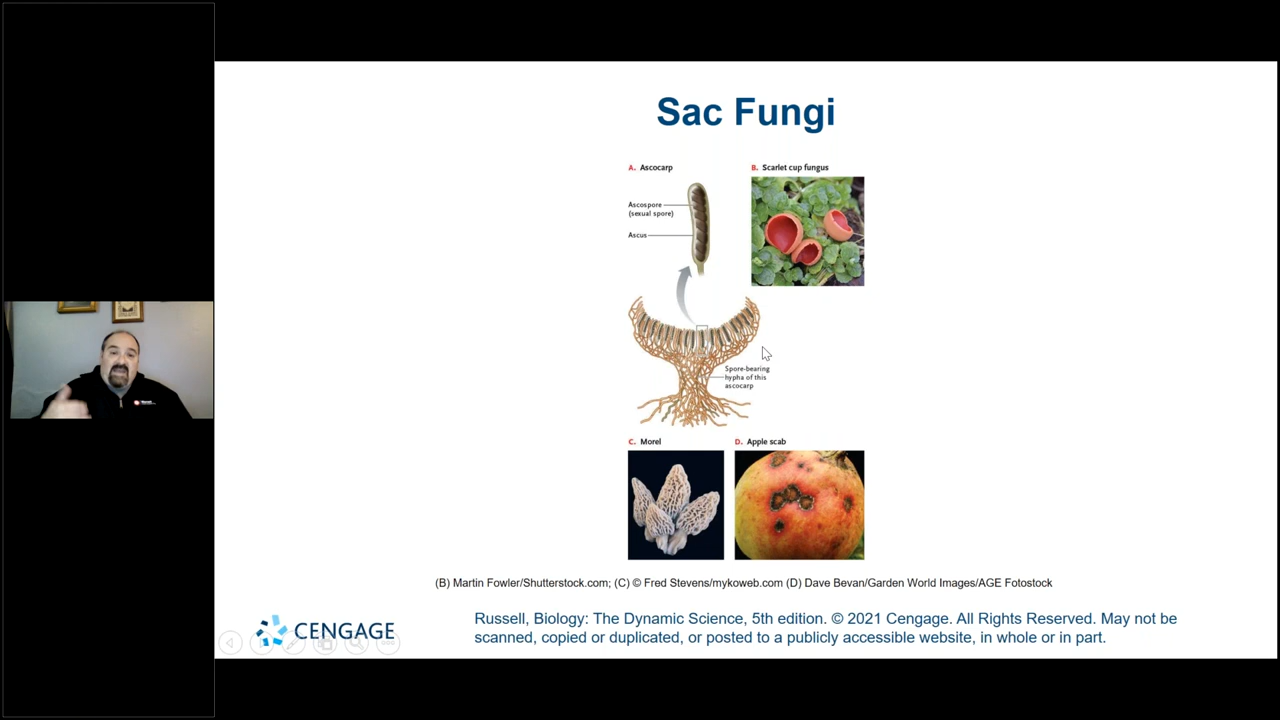 Sac Fungi
A. Ascocarp
B. Scarlet cup fungus
Ascospore
(sexual spore)
Ascus
Spore-bearing
hypha of this
ascocarp
C. Morel
D. Apple scab
(B) Martin Fowler/Shutterstock.com; (C) © Fred Stevens/mykoweb.com (D) Dave Bevan/Garden World Images/AGE Fotostock
CENGAGE
Russell, Biology: The Dynamic Science, 5th edition. © 2021 Cengage. All Rights Reserved. May not be
scanned, copied or duplicated, or posted to a publicly accessible website, in whole or in part.